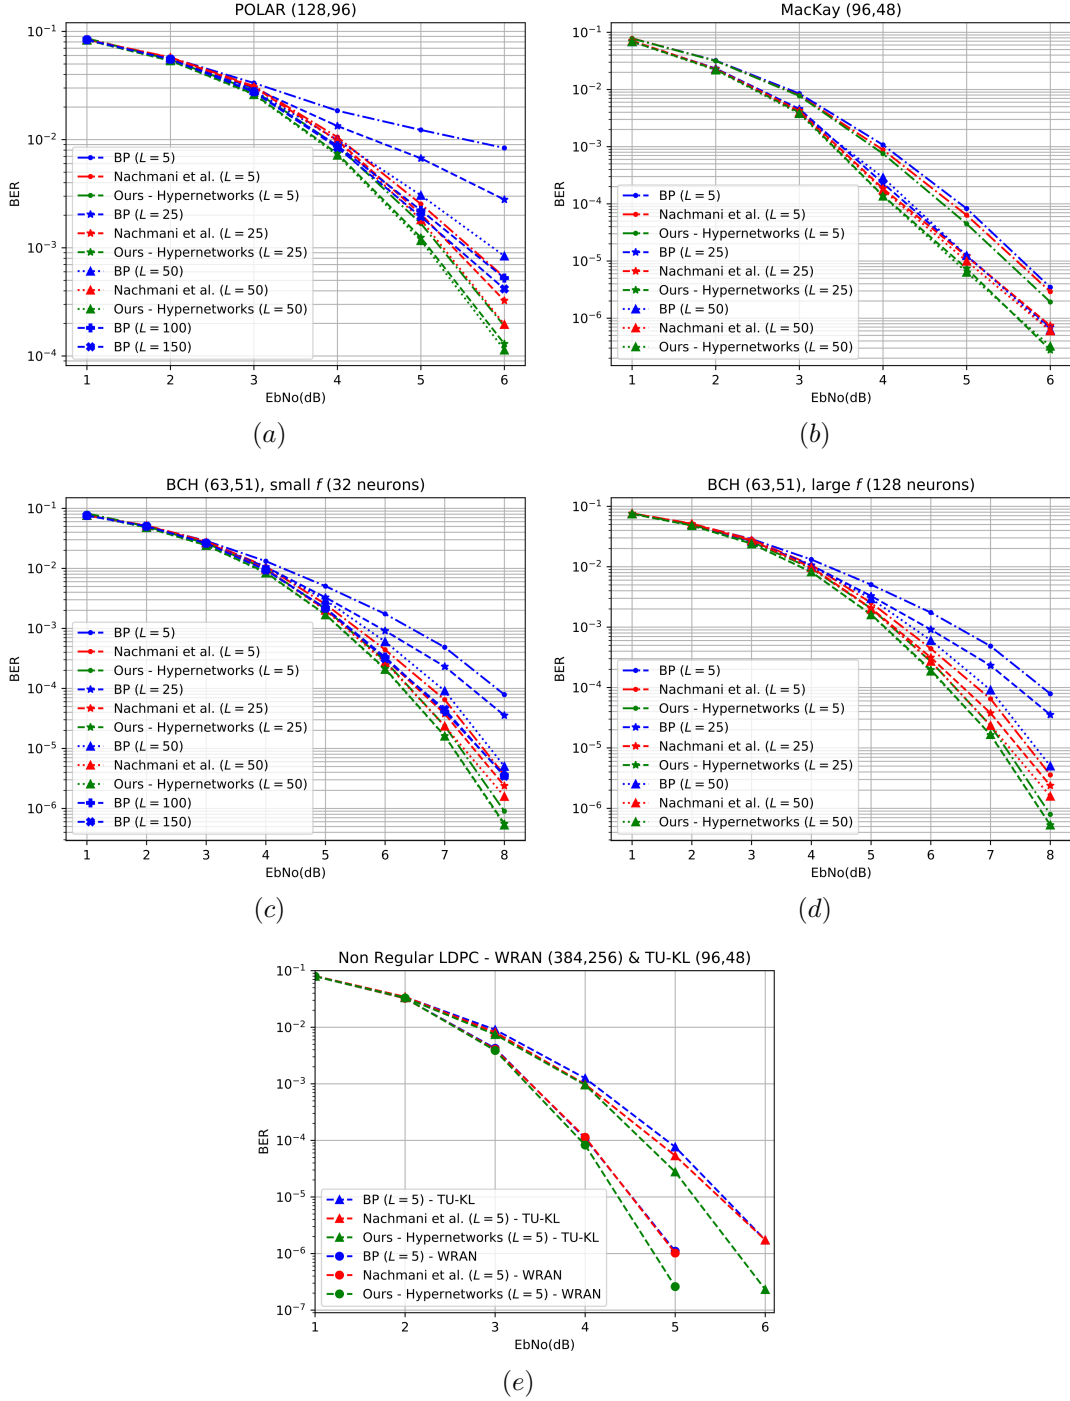 POLAR (128,96)
BER
10⁻¹
10⁻²
10⁻³
10⁻⁴
BP (L = 5)
Nachmani et al. (L = 5)
Ours - Hypernetworks (L = 5)
BP (L = 25)
Nachmani et al. (L = 25)
Ours - Hypernetworks (L = 25)
BP (L = 50)
Nachmani et al. (L = 50)
Ours - Hypernetworks (L = 50)
BP (L = 100)
BP (L = 150)
1 2 3 4 5 6
EbNo(dB)
(a)
MacKay (96,48)
BER
10⁻¹
10⁻²
10⁻³
10⁻⁴
10⁻⁵
10⁻⁶
BP (L = 5)
Nachmani et al. (L = 5)
Ours - Hypernetworks (L = 5)
BP (L = 25)
Nachmani et al. (L = 25)
Ours - Hypernetworks (L = 25)
BP (L = 50)
Nachmani et al. (L = 50)
Ours - Hypernetworks (L = 50)
1 2 3 4 5 6
EbNo(dB)
(b)
BCH (63,51), small f (32 neurons)
BER
10⁻¹
10⁻²
10⁻³
10⁻⁴
10⁻⁵
10⁻⁶
BP (L = 5)
Nachmani et al. (L = 5)
Ours - Hypernetworks (L = 5)
BP (L = 25)
Nachmani et al. (L = 25)
Ours - Hypernetworks (L = 25)
BP (L = 50)
Nachmani et al. (L = 50)
Ours - Hypernetworks (L = 50)
BP (L = 100)
BP (L = 150)
1 2 3 4 5 6 7 8
EbNo(dB)
(c)
BCH (63,51), large f (128 neurons)
BER
10⁻¹
10⁻²
10⁻³
10⁻⁴
10⁻⁵
10⁻⁶
BP (L = 5)
Nachmani et al. (L = 5)
Ours - Hypernetworks (L = 5)
BP (L = 25)
Nachmani et al. (L = 25)
Ours - Hypernetworks (L = 25)
BP (L = 50)
Nachmani et al. (L = 50)
Ours - Hypernetworks (L = 50)
1 2 3 4 5 6 7 8
EbNo(dB)
(d)
Non Regular LDPC - WRAN (384,256) & TU-KL (96,48)
BER
10⁻¹
10⁻²
10⁻³
10⁻⁴
10⁻⁵
10⁻⁶
10⁻⁷
BP (L = 5) - TU-KL
Nachmani et al. (L = 5) - TU-KL
Ours - Hypernetworks (L = 5) - TU-KL
BP (L = 5) - WRAN
Nachmani et al. (L = 5) - WRAN
Ours - Hypernetworks (L = 5) - WRAN
1 2 3 4 5 6
EbNo(dB)
(e)